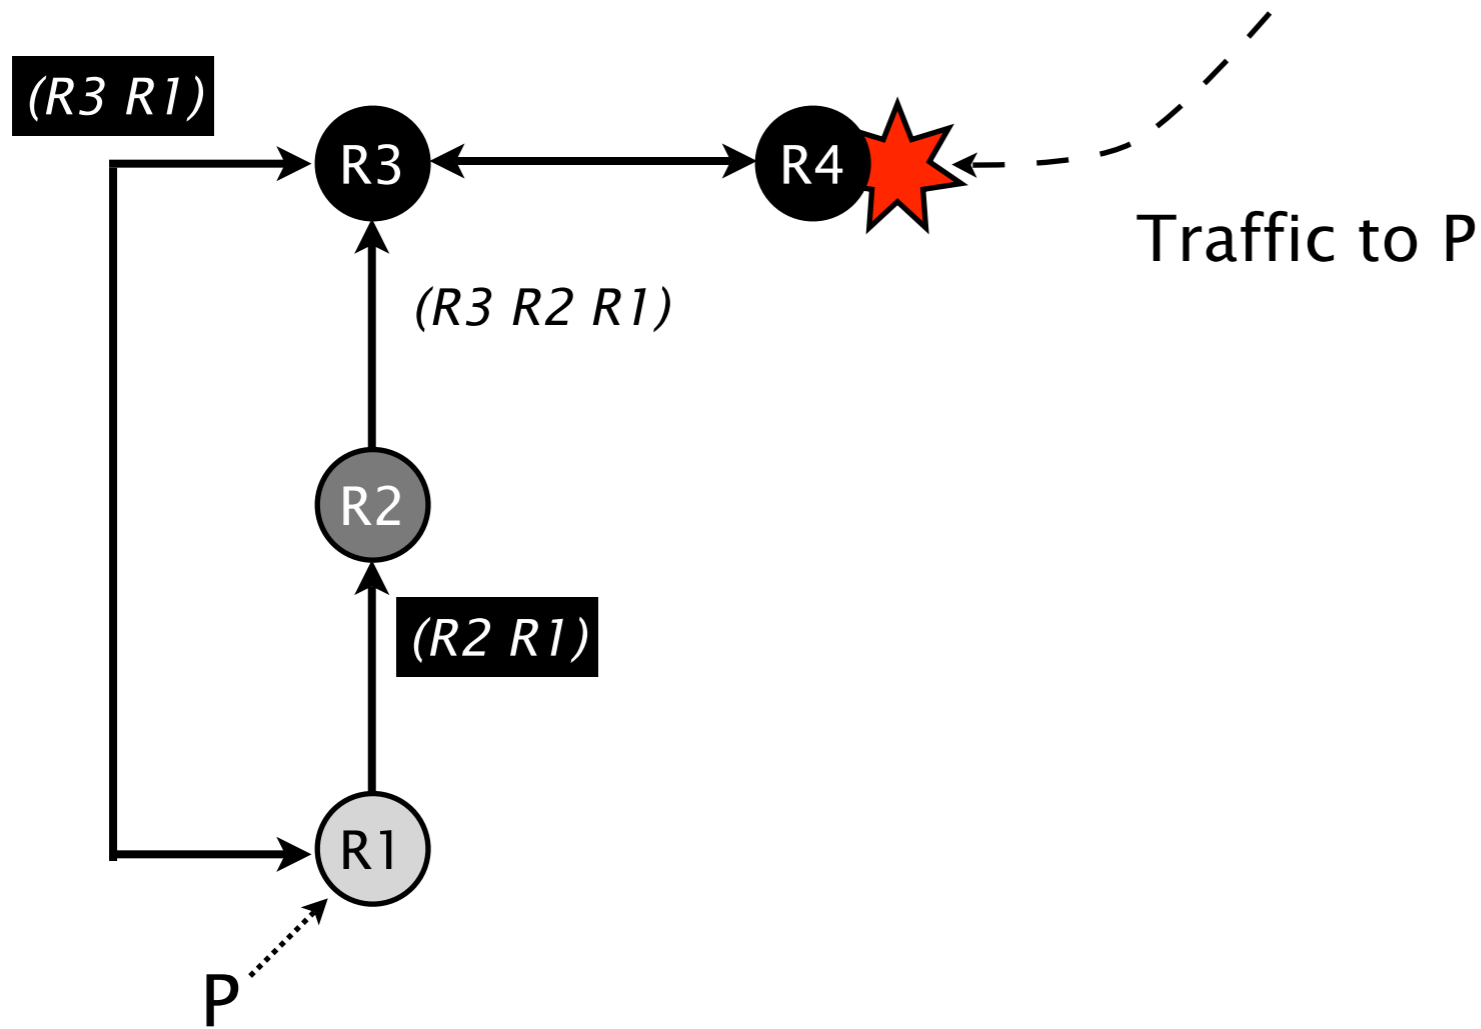 (R3 R1)
R3
R4
Traffic to P
(R3 R2 R1)
R2
(R2 R1)
R1
P